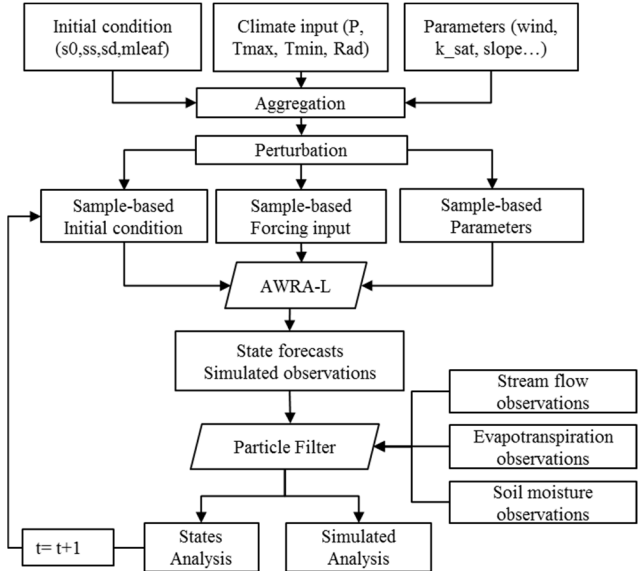 Initial condition
(s0,ss,sd,mleaf)
Climate input (P,
Tmax, Tmin, Rad)
Parameters (wind,
k_sat, slope…)
Aggregation
Perturbation
Sample-based
Initial condition
Sample-based
Forcing input
Sample-based
Parameters
AWRA-L
State forecasts
Simulated observations
Stream flow
observations
Particle Filter
Evapotranspiration
observations
Soil moisture
observations
t= t+1
States
Analysis
Simulated
Analysis